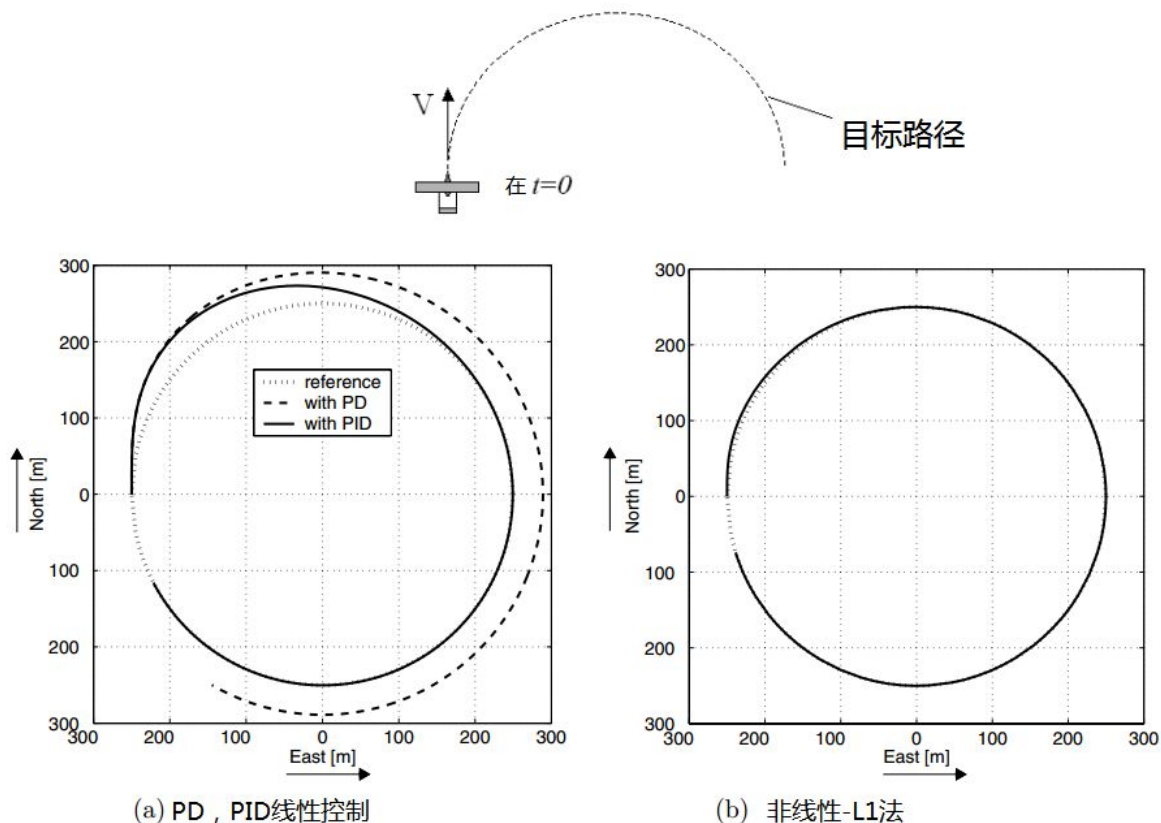 V
目标路径
在 t=0
300
200
100
0
100
200
300
300 200 100 0 100 200 300
North [m]
East [m]
reference
with PD
with PID
(a) PD , PID线性控制
300
200
100
0
100
200
300
300 200 100 0 100 200 300
North [m]
East [m]
(b) 非线性-L1法